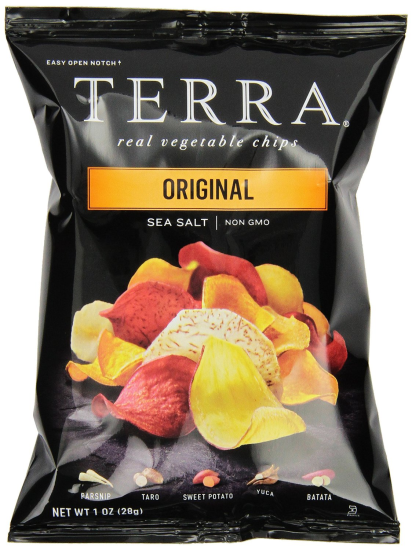 EASY OPEN NOTCH↑
TERRA®
real vegetable chips
ORIGINAL
SEA SALT | NON GMO
PARSNIP TARO SWEET POTATO YUCA BATATA
NET WT 1 OZ (28g)